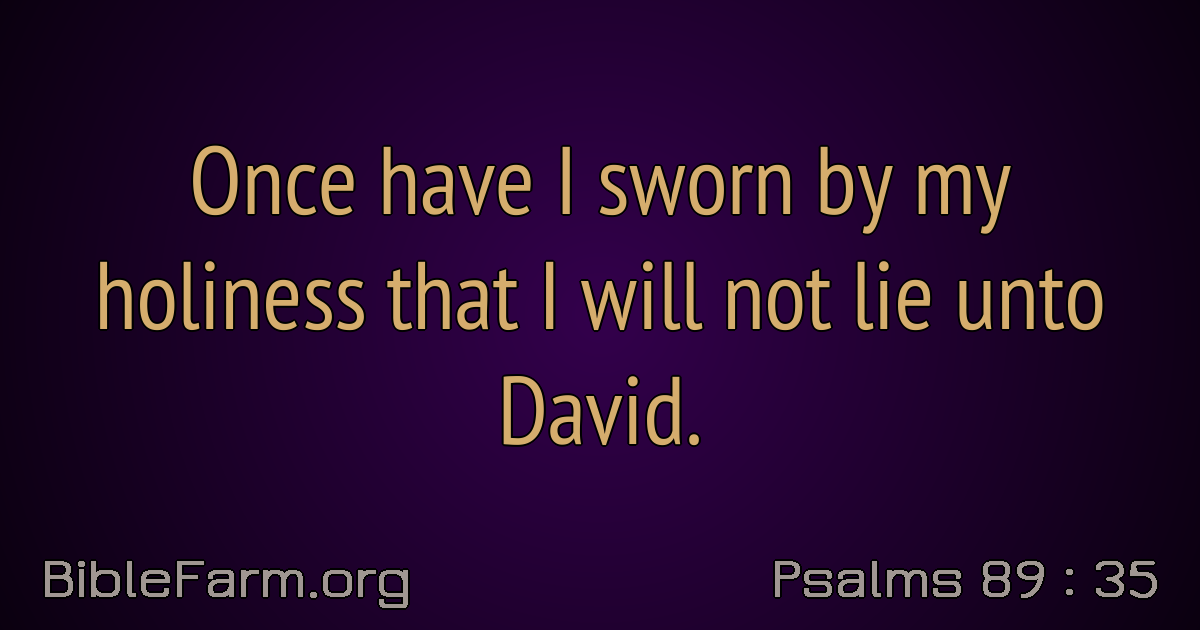 Once have I sworn by my
holiness that I will not lie unto
David.
BibleFarm.org
Psalms 89 : 35